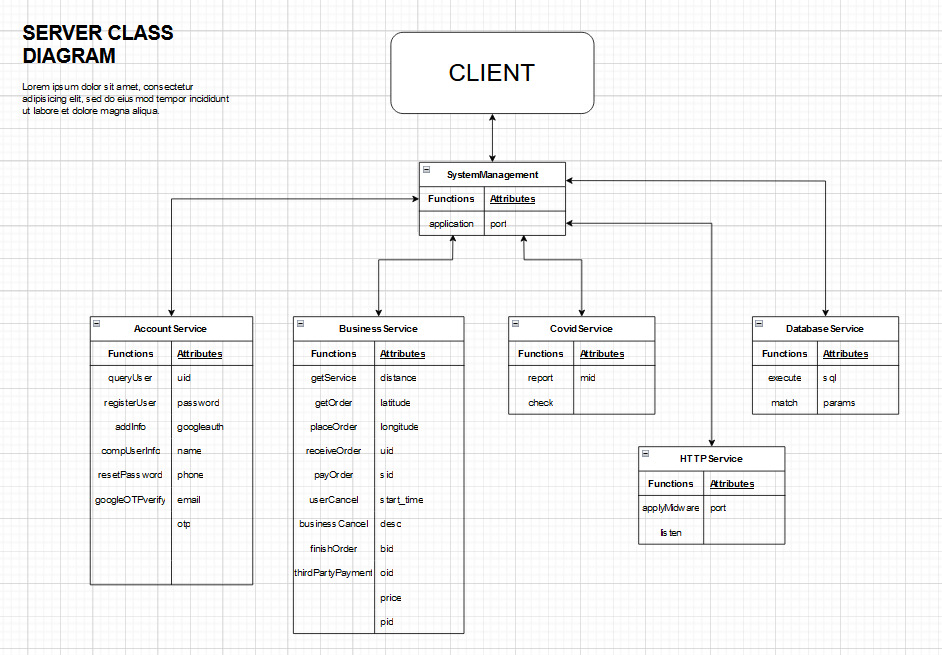 SERVER CLASS
DIAGRAM
Lorem ipsum dolor sit amet, consectetur
adipisicing elit, sed do eius mod tempor incididunt
ut labore et dolore magna aliqua.
CLIENT
SystemManagement
Functions Attributes
application port
Account Service
Functions Attributes
queryUser uid
registerUser password
addInfo googleauth
compUserInfo name
resetPassword phone
googleOTPverify email
otp
Business Service
Functions Attributes
getService distance
getOrder latitude
placeOrder longitude
receiveOrder uid
payOrder sid
userCancel start_time
business Cancel desc
finishOrder bid
thirdPartyPayment oid
price
pid
Covid Service
Functions Attributes
report mid
check
Database Service
Functions Attributes
execute sql
match params
HTTP Service
Functions Attributes
applyMidware port
listen